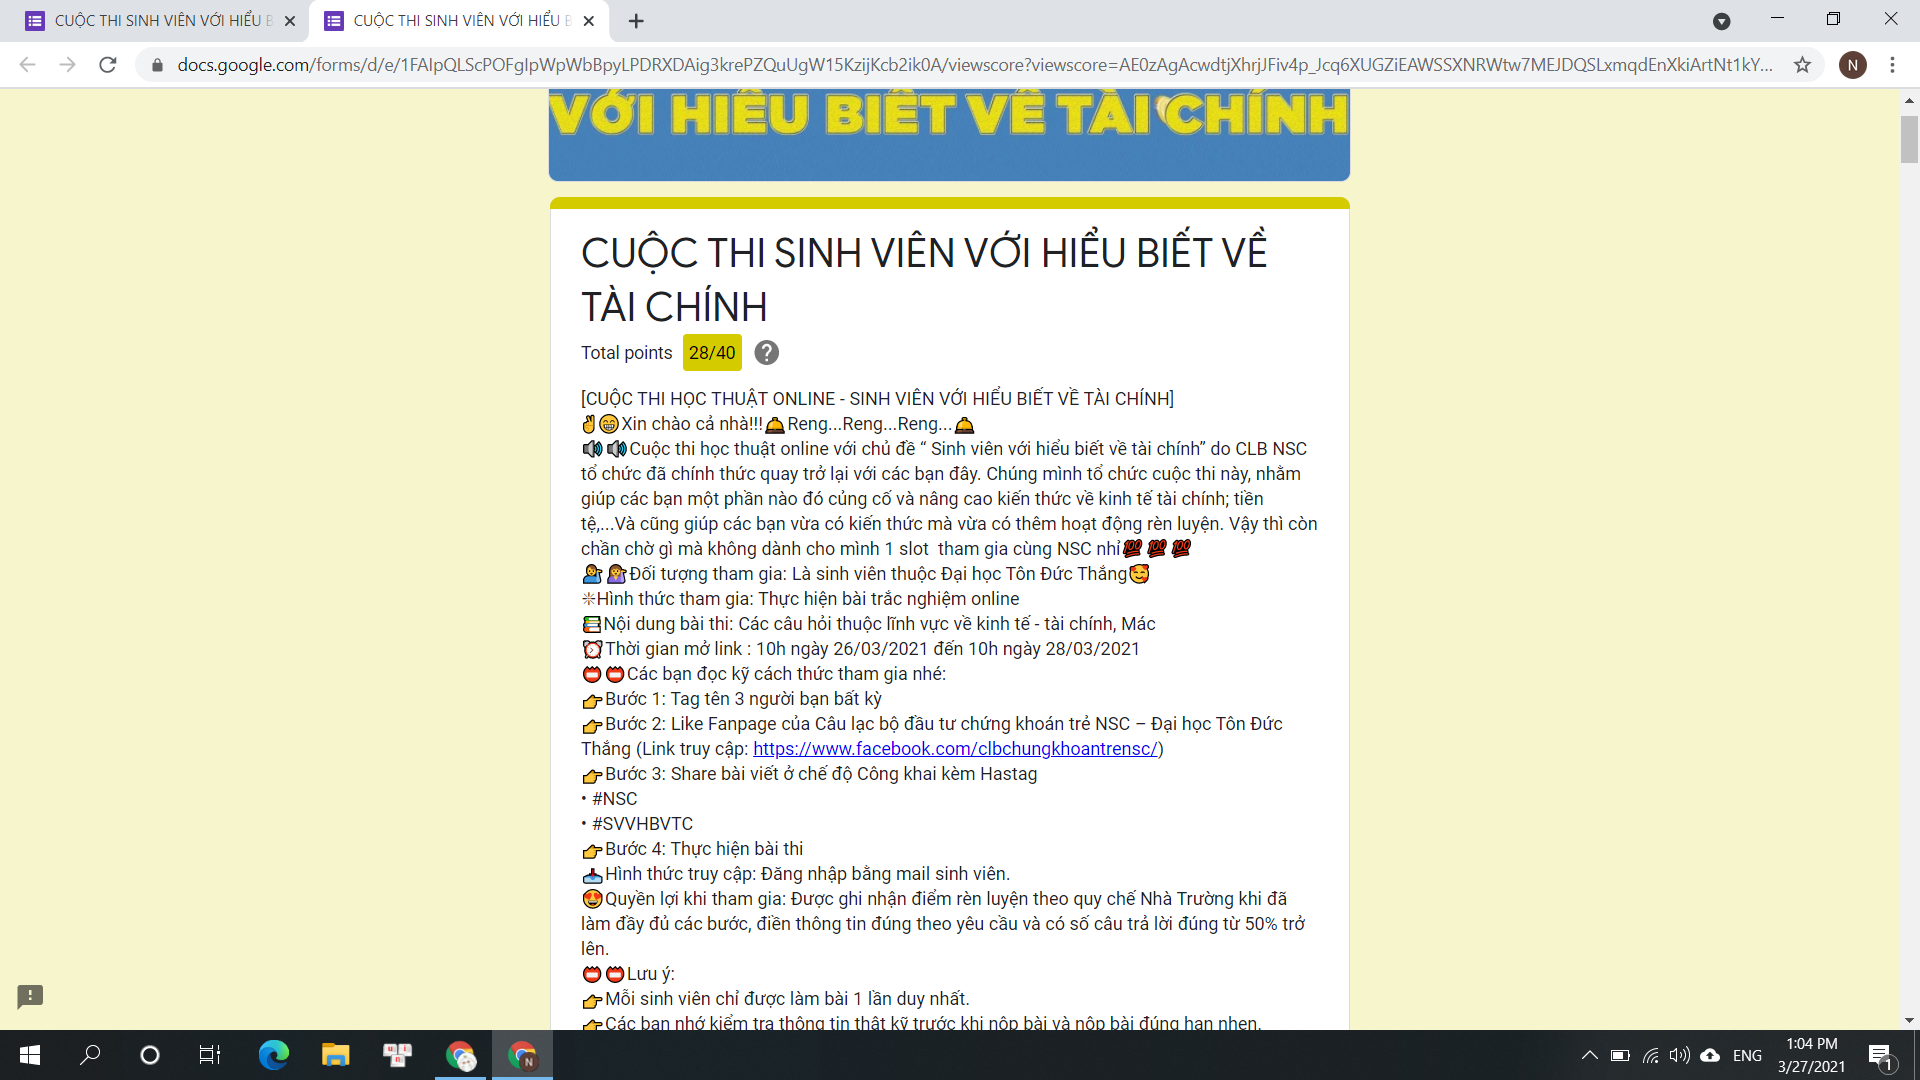 CUỘC THI SINH VIÊN VỚI HIỂU B
CUỘC THI SINH VIÊN VỚI HIỂU B
docs.google.com/forms/d/e/1FAIpQLScPOFgIpWpWbBpyLPDRXDAig3krePZQuUgW15KzijKcb2ik0A/viewscore?viewscore=AE0zAgAcwdtjXhrjJFiv4p_Jcq6XUGZiEAWSSXNRWtw7MEJDQSLxmqdEnXkiArtNt1kY...
N
VỚI HIỂU BIẾT VỀ TÀI CHÍNH
CUỘC THI SINH VIÊN VỚI HIỂU BIẾT VỀ
TÀI CHÍNH
Total points 28/40
[CUỘC THI HỌC THUẬT ONLINE - SINH VIÊN VỚI HIỂU BIẾT VỀ TÀI CHÍNH]
✌😁Xin chào cả nhà!!!🛎Reng...Reng...Reng...🛎
🔊🔊Cuộc thi học thuật online với chủ đề “ Sinh viên với hiểu biết về tài chính” do CLB NSC
tổ chức đã chính thức quay trở lại với các bạn đây. Chúng mình tổ chức cuộc thi này, nhằm
giúp các bạn một phần nào đó củng cố và nâng cao kiến thức về kinh tế tài chính; tiền
tệ,...Và cũng giúp các bạn vừa có kiến thức mà vừa có thêm hoạt động rèn luyện. Vậy thì còn
chần chờ gì mà không dành cho mình 1 slot  tham gia cùng NSC nhỉ💯 💯 💯
💁‍♂️💁‍♀️Đối tượng tham gia: Là sinh viên thuộc Đại học Tôn Đức Thắng🥰
❈Hình thức tham gia: Thực hiện bài trắc nghiệm online
📚Nội dung bài thi: Các câu hỏi thuộc lĩnh vực về kinh tế - tài chính, Mác
⏰Thời gian mở link : 10h ngày 26/03/2021 đến 10h ngày 28/03/2021
📛📛Các bạn đọc kỹ cách thức tham gia nhé:
👉Bước 1: Tag tên 3 người bạn bất kỳ
👉Bước 2: Like Fanpage của Câu lạc bộ đầu tư chứng khoán trẻ NSC – Đại học Tôn Đức
Thắng (Link truy cập: https://www.facebook.com/clbchungkhoantrensc/)
👉Bước 3: Share bài viết ở chế độ Công khai kèm Hastag
• #NSC
• #SVVHBVTC
👉Bước 4: Thực hiện bài thi
📥Hình thức truy cập: Đăng nhập bằng mail sinh viên.
😍Quyền lợi khi tham gia: Được ghi nhận điểm rèn luyện theo quy chế Nhà Trường khi đã
làm đầy đủ các bước, điền thông tin đúng theo yêu cầu và có số câu trả lời đúng từ 50% trở
lên.
📛📛Lưu ý:
👉Mỗi sinh viên chỉ được làm bài 1 lần duy nhất.
👉Các bạn nhớ kiểm tra thông tin thật kỹ trước khi nộp bài và nộp bài đúng hạn nhen.
ENG
1:04 PM
3/27/2021
1